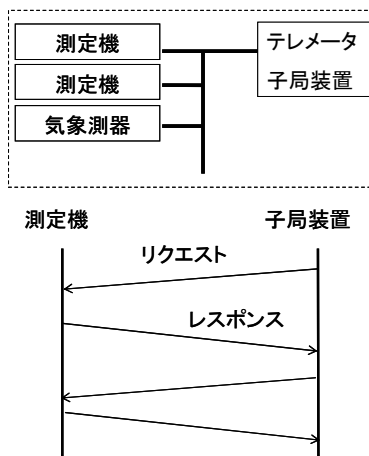 測定機
測定機
気象測器
テレメータ
子局装置
測定機
子局装置
リクエスト
レスポンス